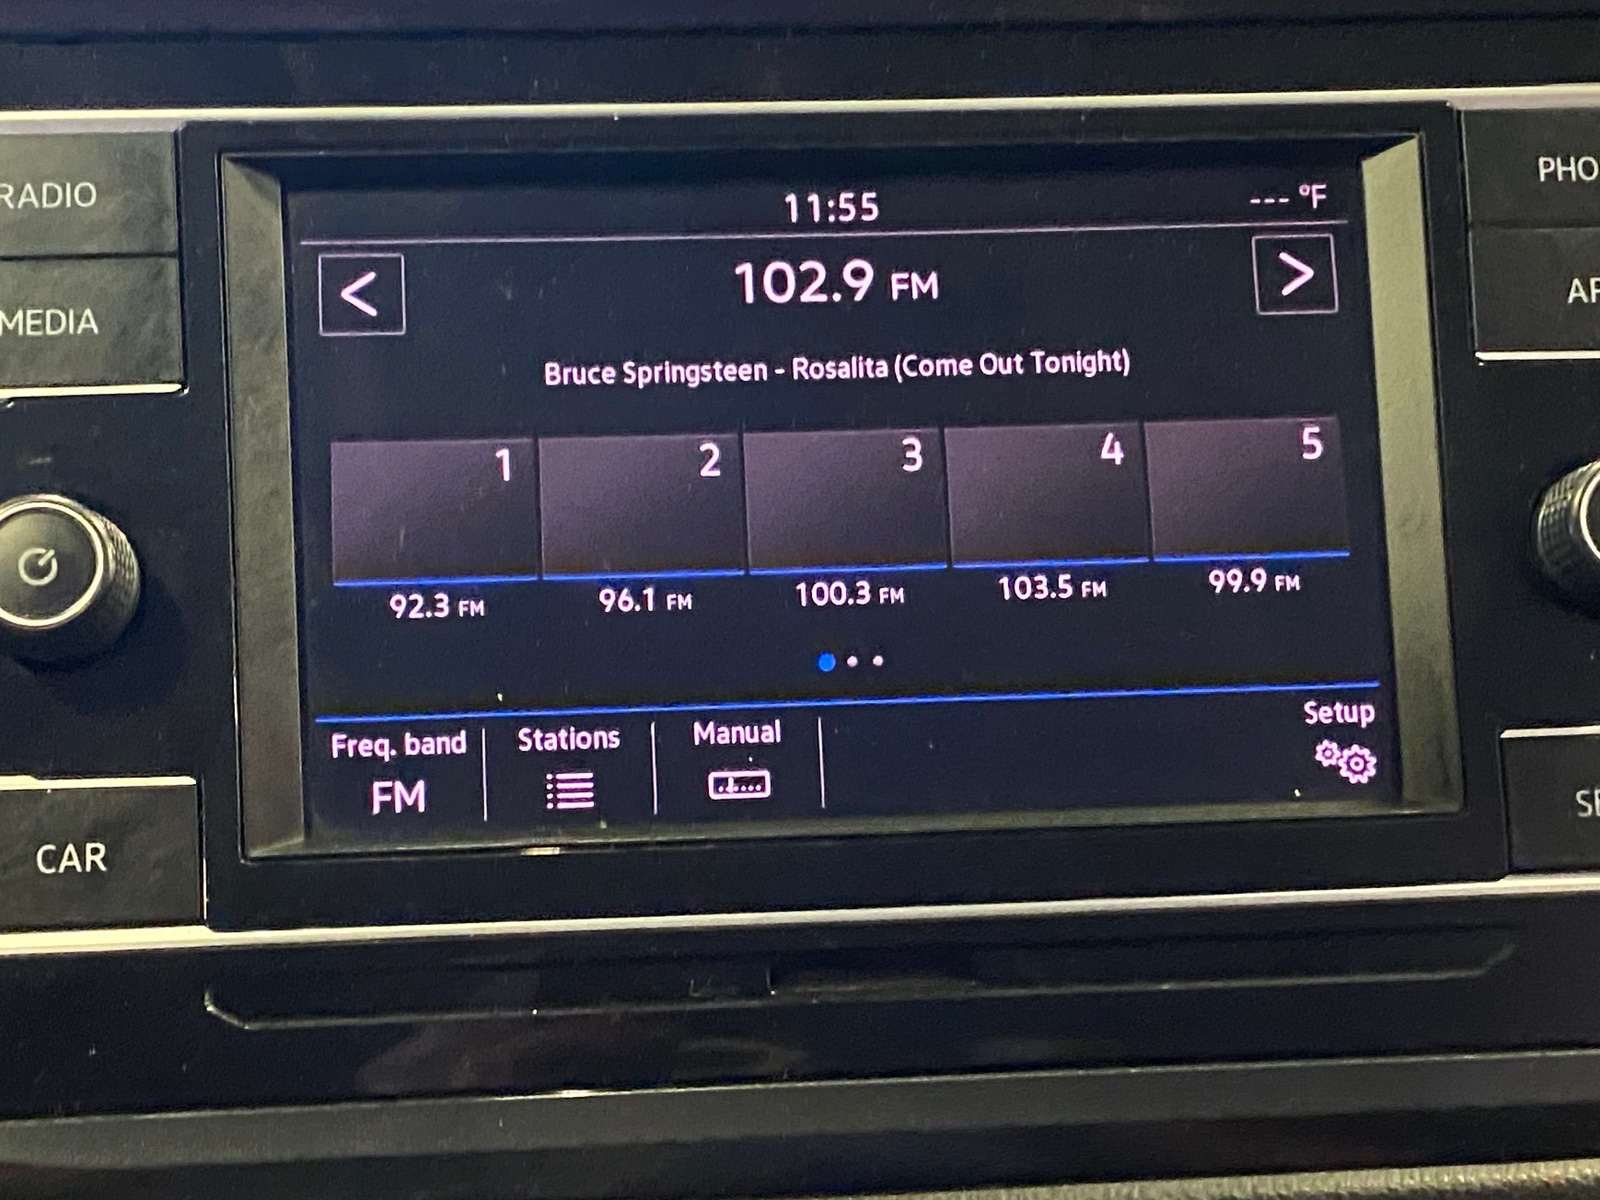 RADIO
MEDIA
CAR
11:55
--- °F
<
102.9 FM
>
Bruce Springsteen - Rosalita (Come Out Tonight)
1
2
3
4
5
92.3 FM
96.1 FM
100.3 FM
103.5 FM
99.9 FM
Freq. band
FM
Stations
Manual
Setup